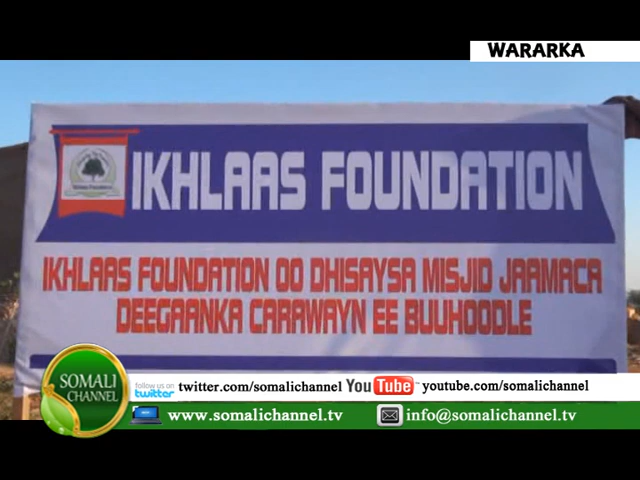 WARARKA
IKHLAAS FOUNDATION
IKHLAAS FOUNDATION OO DHISAYSA MISJID JAAMACA
DEEGAANKA CARAWAYN EE BUUHOODLE
SOMALI
CHANNEL
follow us on
twitter
twitter.com/somalichannel
YouTube
youtube.com/somalichannel
www.somalichannel.tv
info@somalichannel.tv